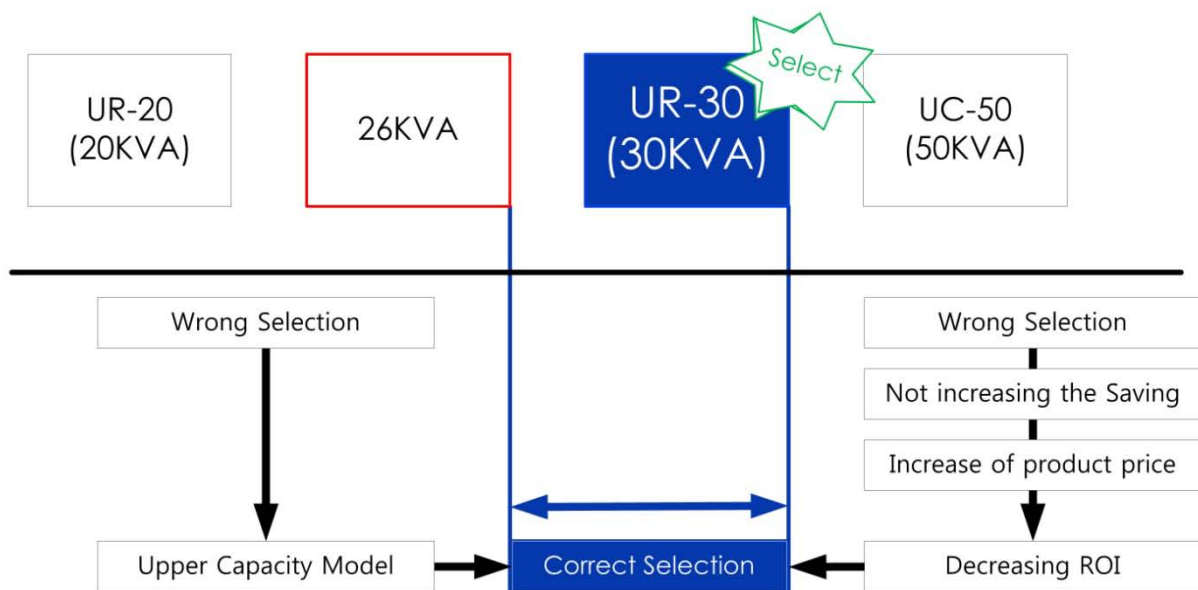 UR-20
(20KVA)
26KVA
UR-30
(30KVA)
Select
UC-50
(50KVA)
Wrong Selection
Wrong Selection
Not increasing the Saving
Increase of product price
Upper Capacity Model
Correct Selection
Decreasing ROI